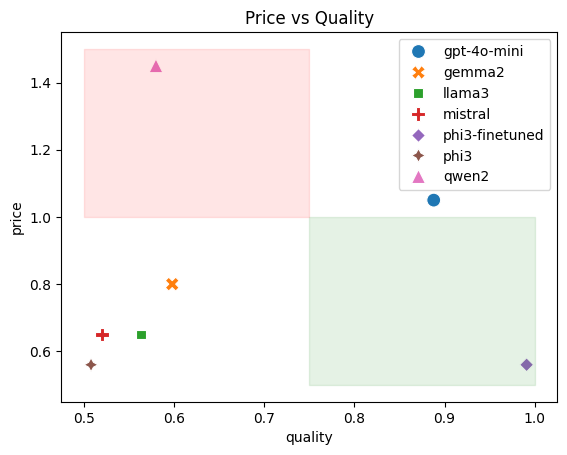 Price vs Quality
gpt-4o-mini
gemma2
llama3
mistral
phi3-finetuned
phi3
qwen2
1.4
1.2
1.0
0.8
0.6
price
0.5
0.6
0.7
0.8
0.9
1.0
quality